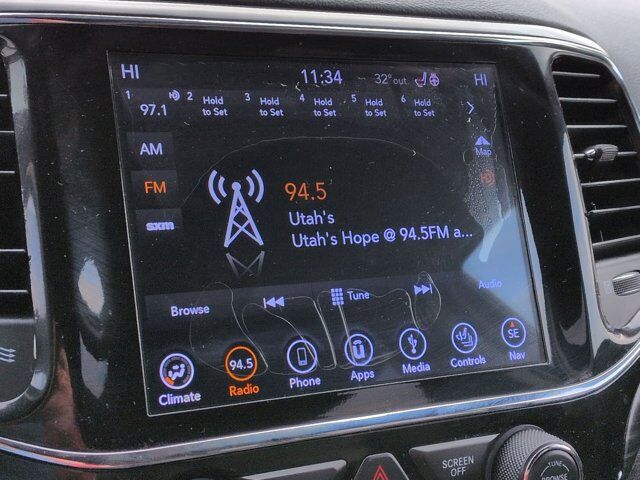 HI 11:34 32° out HI
1 2 Hold to Set 3 Hold to Set 4 Hold to Set 5 Hold to Set 6 Hold to Set
97.1
AM
Map
FM
94.5
sxm
Utah's
Utah's Hope @ 94.5FM a...
Browse
Tune
Audio
94.5
SE
Climate
Radio
Phone
Apps
Media
Controls
Nav
SCREEN
OFF
TUNE
BROWSE